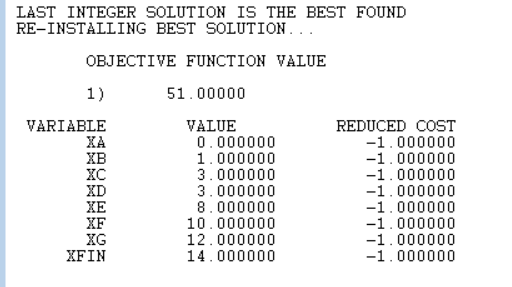 LAST INTEGER SOLUTION IS THE BEST FOUND
RE-INSTALLING BEST SOLUTION...
OBJECTIVE FUNCTION VALUE
1) 51.00000
VARIABLE VALUE REDUCED COST
XA 0.000000 -1.000000
XB 1.000000 -1.000000
XC 3.000000 -1.000000
XD 3.000000 -1.000000
XE 8.000000 -1.000000
XF 10.000000 -1.000000
XG 12.000000 -1.000000
XFIN 14.000000 -1.000000